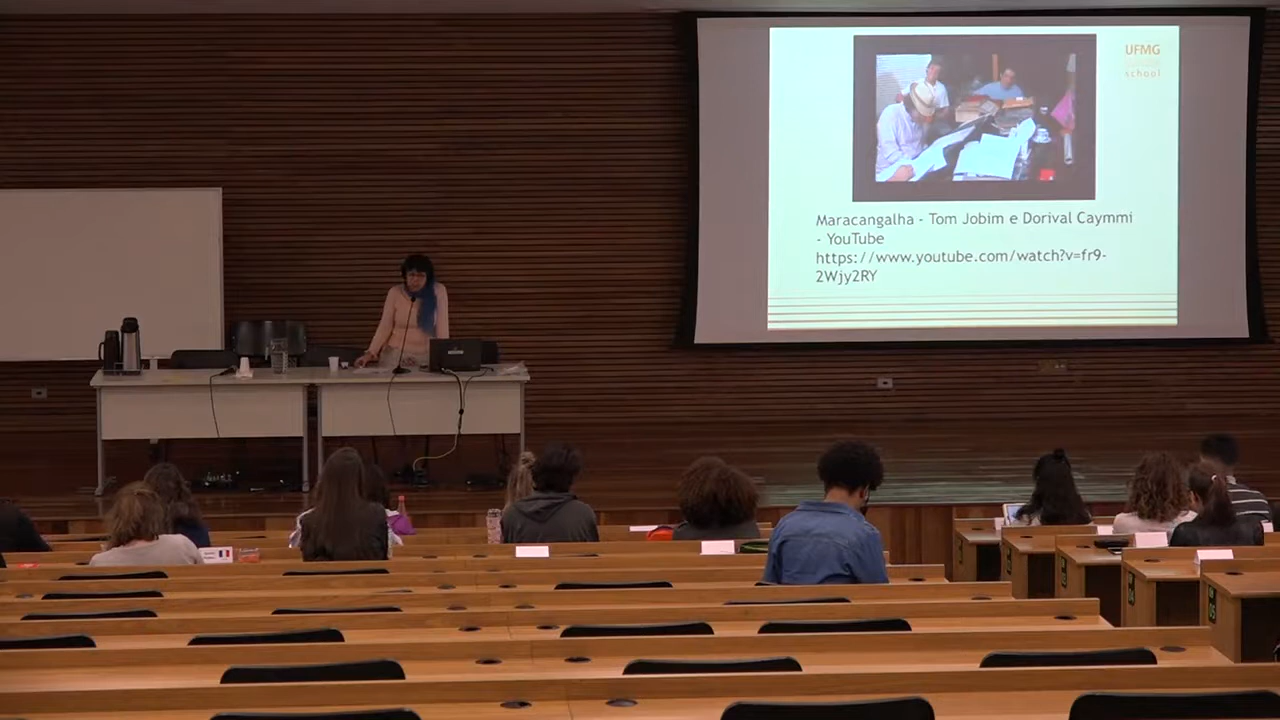 UFMG
school
Maracangalha - Tom Jobim e Dorival Caymmi
- YouTube
https://www.youtube.com/watch?v=fr9-
2Wjy2RY